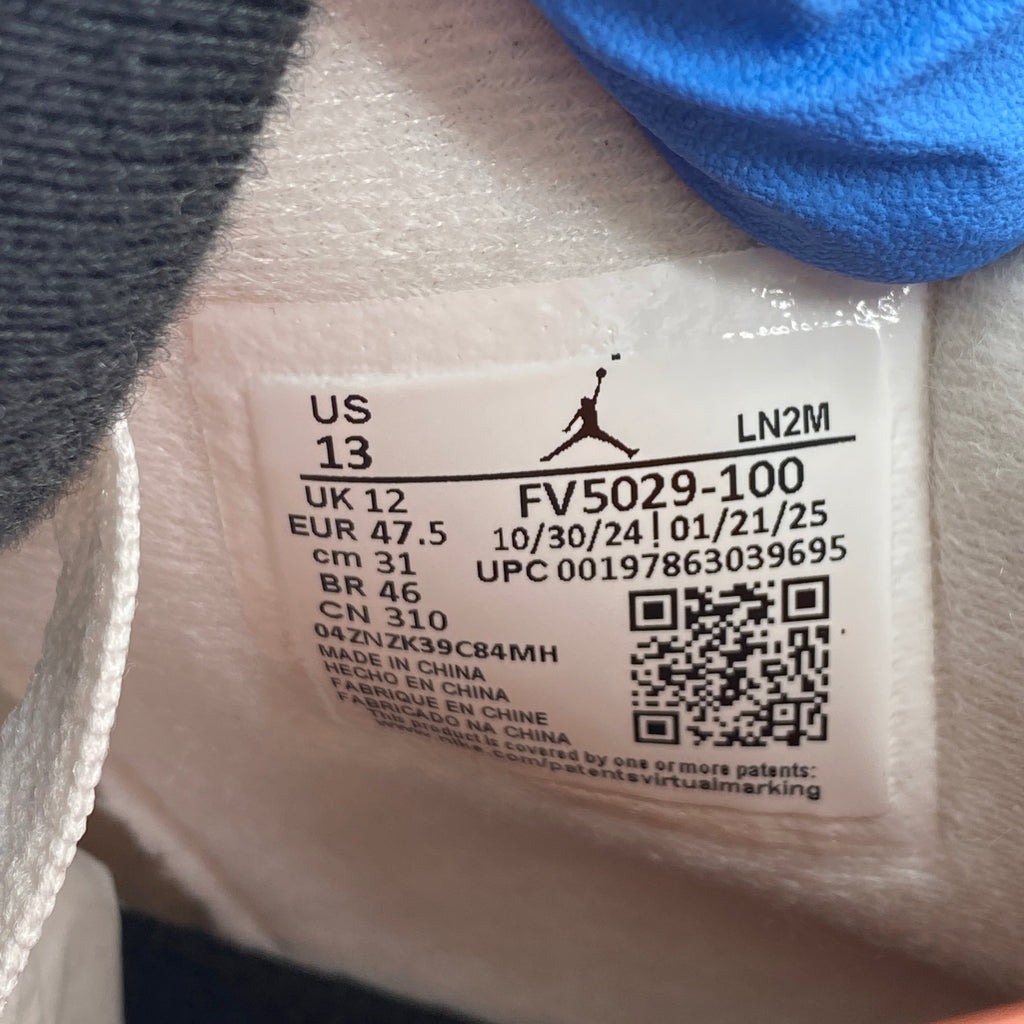 US
13
LN2M
UK 12
EUR 47.5
cm 31
BR 46
CN 310
FV5029-100
10/30/24 | 01/21/25
UPC 00197863039695
04ZNZK39C84MH
MADE IN CHINA
HECHO EN CHINA
FABRIQUE EN CHINE
FABRICADO NA CHINA
This product is covered by one or more patents:
www.nike.com/patentsvirtualmarking